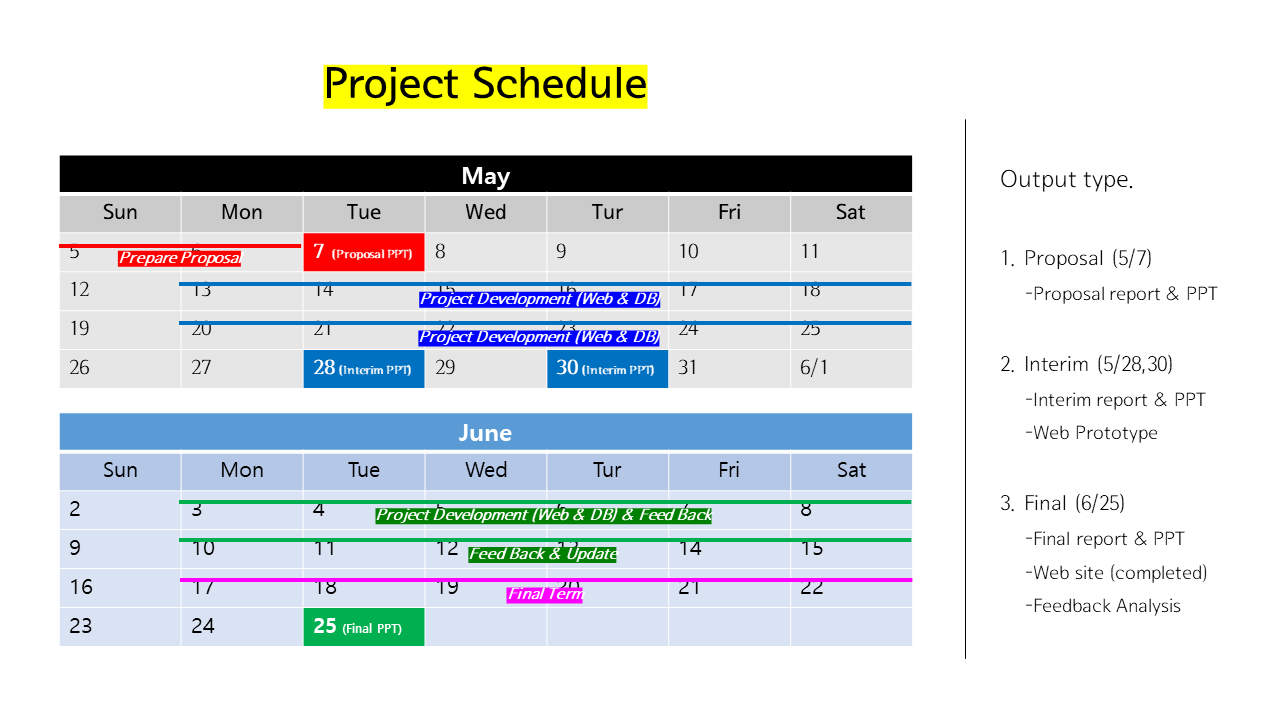 Project Schedule
May
Sun Mon Tue Wed Tur Fri Sat
5 6 7 (Proposal PPT) 8 9 10 11
Prepare Proposal
12 13 14 15 16 17 18
Project Development (Web & DB)
19 20 21 22 23 24 25
Project Development (Web & DB)
26 27 28 (Interim PPT) 29 30 (Interim PPT) 31 6/1
June
Sun Mon Tue Wed Tur Fri Sat
2 3 4 5 6 7 8
Project Development (Web & DB) & Feed Back
9 10 11 12 13 14 15
Feed Back & Update
16 17 18 19 20 21 22
Final Term
23 24 25 (Final PPT)
Output type.
1. Proposal (5/7)
-Proposal report & PPT
2. Interim (5/28,30)
-Interim report & PPT
-Web Prototype
3. Final (6/25)
-Final report & PPT
-Web site (completed)
-Feedback Analysis